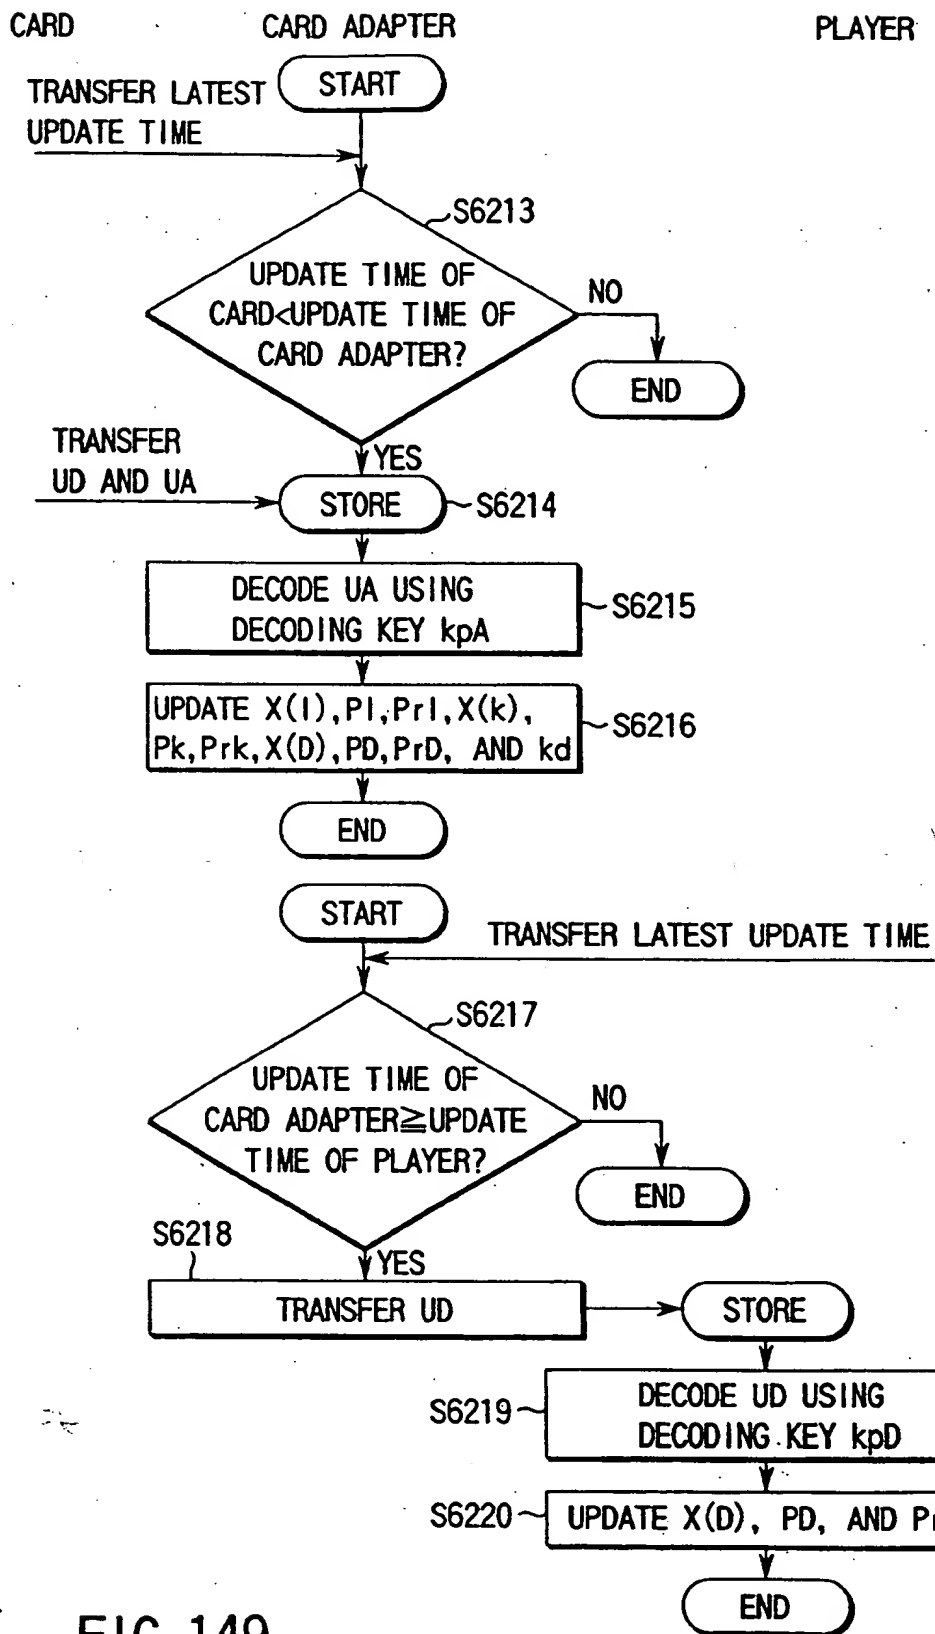 CARD
CARD ADAPTER
PLAYER
START
TRANSFER LATEST
UPDATE TIME
S6213
UPDATE TIME OF
CARD<UPDATE TIME OF
CARD ADAPTER?
NO
END
TRANSFER
UD AND UA
YES
STORE
S6214
DECODE UA USING
DECODING KEY kpA
S6215
UPDATE X(I),PI,PrI,X(k),
Pk,Prk,X(D),PD,PrD, AND kd
S6216
END
START
TRANSFER LATEST UPDATE TIME
S6217
UPDATE TIME OF
CARD ADAPTER≧UPDATE
TIME OF PLAYER?
NO
END
S6218
YES
TRANSFER UD
STORE
S6219
DECODE UD USING
DECODING KEY kpD
S6220
UPDATE X(D), PD, AND
END
FIG. 149